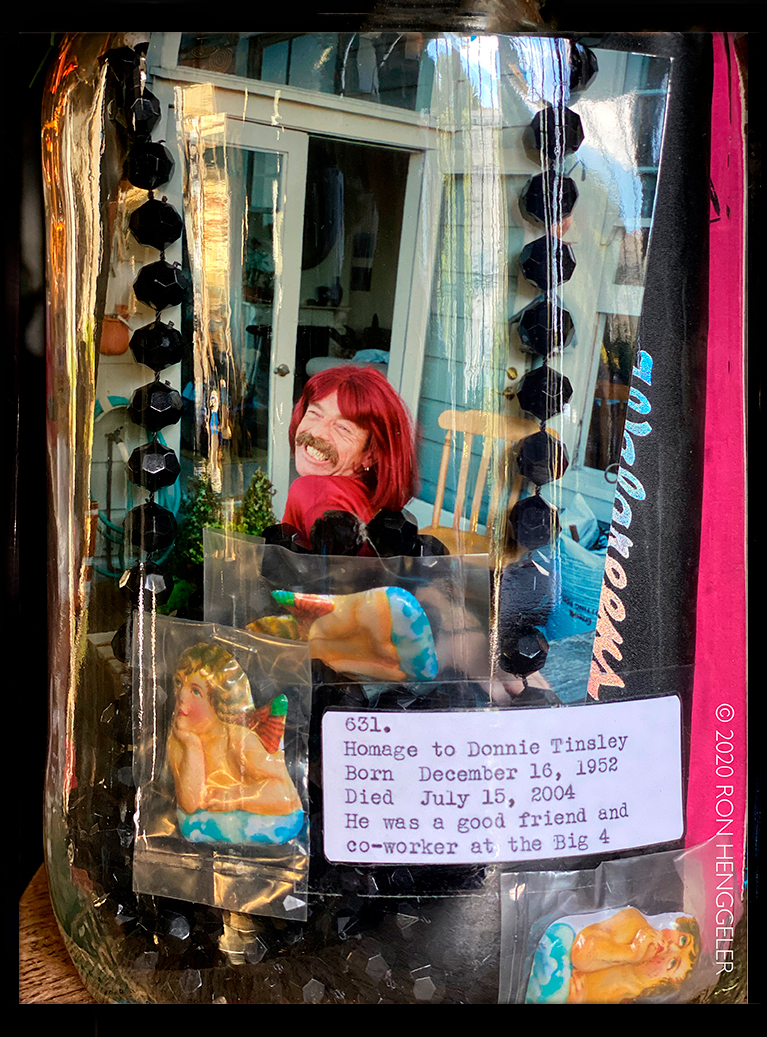 631.
Homage to Donnie Tinsley
Born December 16, 1952
Died July 15, 2004
He was a good friend and
co-worker at the Big 4
© 2020 RON HENGGELER